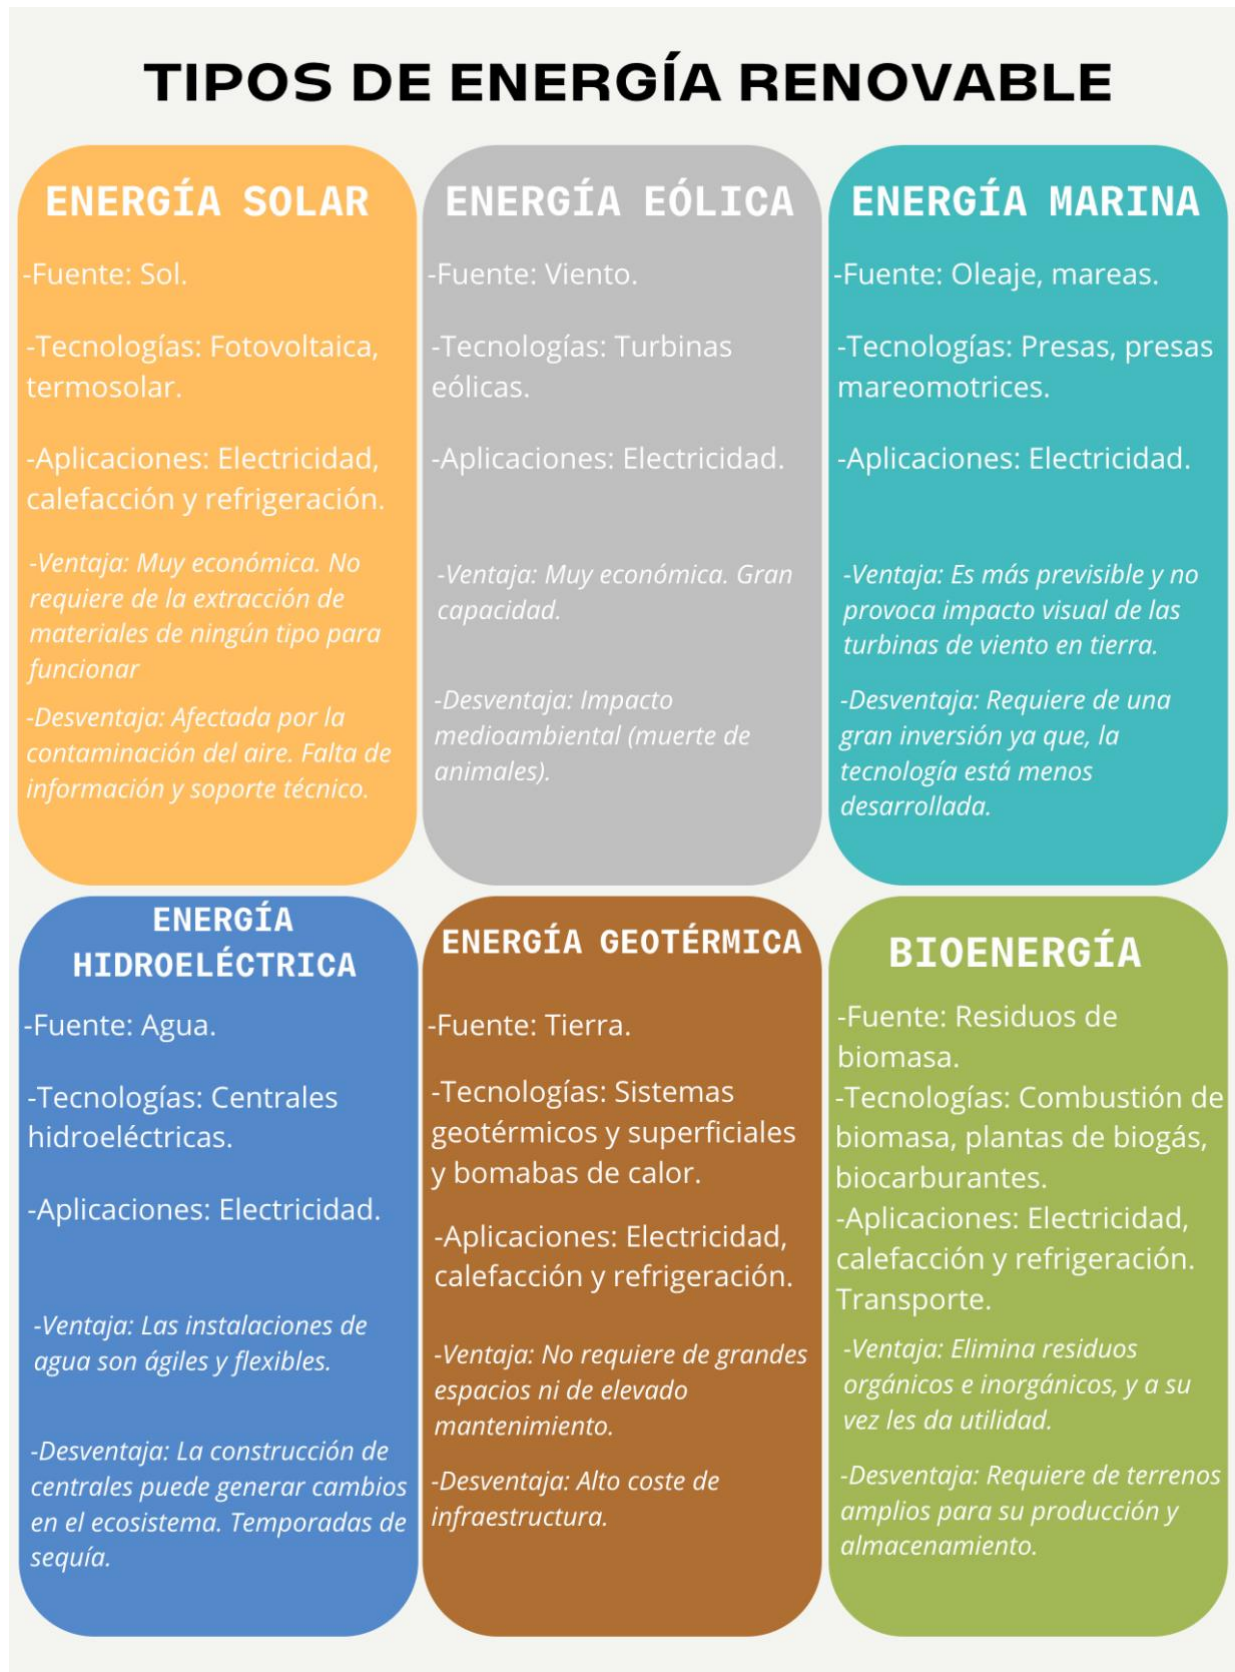 TIPOS DE ENERGÍA RENOVABLE
ENERGÍA SOLAR
-Fuente: Sol.
-Tecnologías: Fotovoltaica,
termosolar.
-Aplicaciones: Electricidad,
calefacción y refrigeración.
-Ventaja: Muy económica. No
requiere de la extracción de
materiales de ningún tipo para
funcionar
-Desventaja: Afectada por la
contaminación del aire. Falta de
información y soporte técnico.
ENERGÍA EÓLICA
-Fuente: Viento.
-Tecnologías: Turbinas
eólicas.
-Aplicaciones: Electricidad.
-Ventaja: Muy económica. Gran
capacidad.
-Desventaja: Impacto
medioambiental (muerte de
animales).
ENERGÍA MARINA
-Fuente: Oleaje, mareas.
-Tecnologías: Presas, presas
mareomotrices.
-Aplicaciones: Electricidad.
-Ventaja: Es más previsible y no
provoca impacto visual de las
turbinas de viento en tierra.
-Desventaja: Requiere de una
gran inversión ya que, la
tecnología está menos
desarrollada.
ENERGÍA
HIDROELÉCTRICA
-Fuente: Agua.
-Tecnologías: Centrales
hidroeléctricas.
-Aplicaciones: Electricidad.
-Ventaja: Las instalaciones de
agua son ágiles y flexibles.
-Desventaja: La construcción de
centrales puede generar cambios
en el ecosistema. Temporadas de
sequía.
ENERGÍA GEOTÉRMICA
-Fuente: Tierra.
-Tecnologías: Sistemas
geotérmicos y superficiales
y bomabas de calor.
-Aplicaciones: Electricidad,
calefacción y refrigeración.
-Ventaja: No requiere de grandes
espacios ni de elevado
mantenimiento.
-Desventaja: Alto coste de
infraestructura.
BIOENERGÍA
-Fuente: Residuos de
biomasa.
-Tecnologías: Combustión de
biomasa, plantas de biogás,
biocarburantes.
-Aplicaciones: Electricidad,
calefacción y refrigeración.
Transporte.
-Ventaja: Elimina residuos
orgánicos e inorgánicos, y a su
vez les da utilidad.
-Desventaja: Requiere de terrenos
amplios para su producción y
almacenamiento.